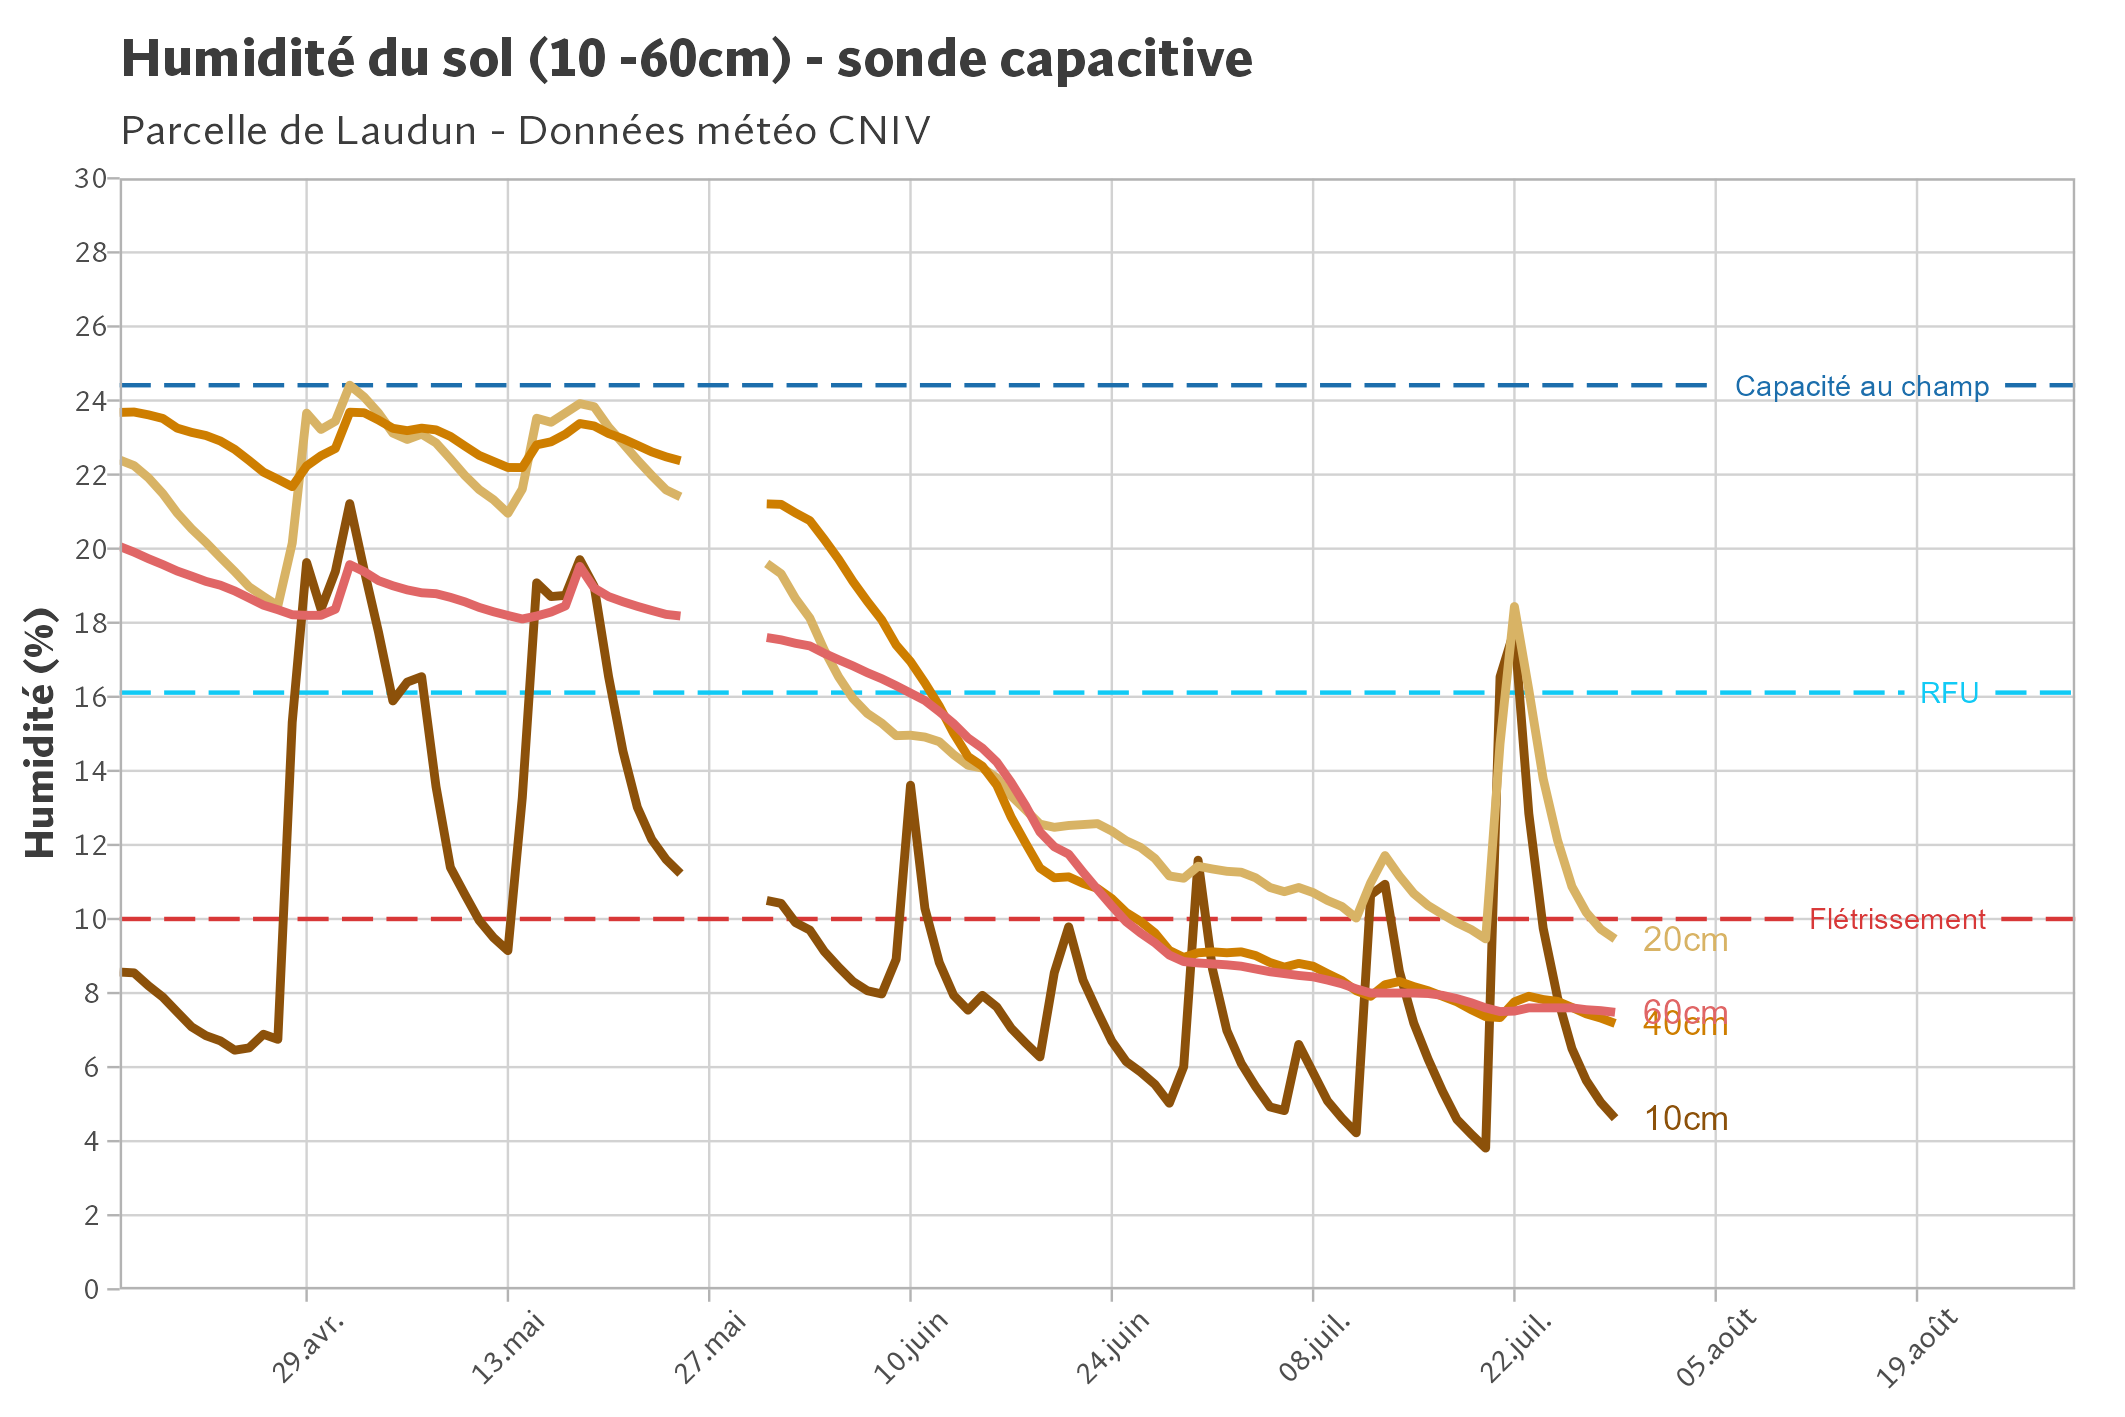 Humidité du sol (10 -60cm) - sonde capacitive
Parcelle de Laudun - Données météo CNIV
Humidité (%)
30
28
26
24
22
20
18
16
14
12
10
8
6
4
2
0
Capacité au champ
RFU
Flétrissement
20cm
60cm
40cm
10cm
29.avr.
13.mai
27.mai
10.juin
24.juin
08.juil.
22.juil.
05.août
19.août